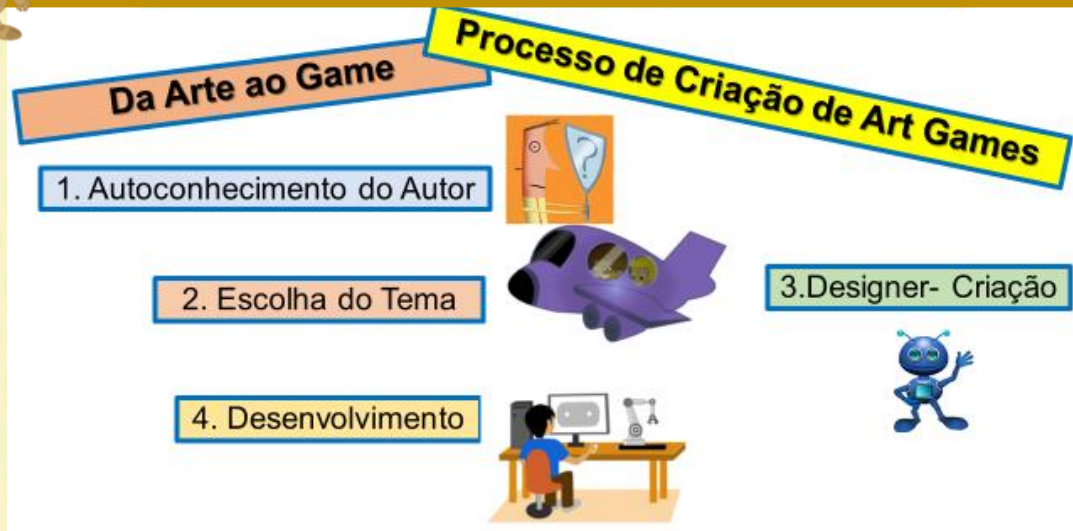 Da Arte ao Game
Processo de Criação de Art Games
1. Autoconhecimento do Autor
?
2. Escolha do Tema
3.Designer- Criação
4. Desenvolvimento